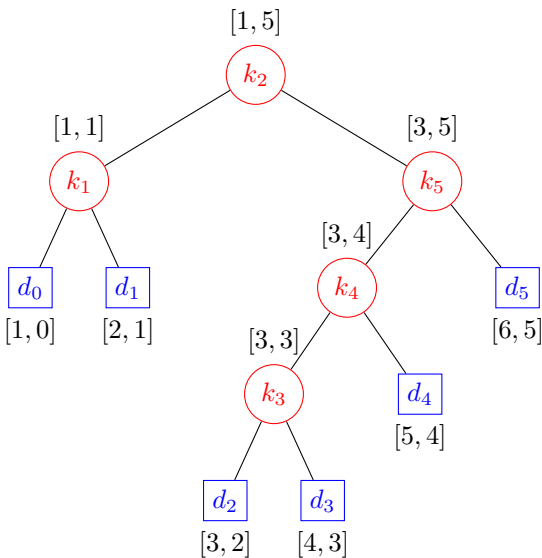 [1, 5]
k₂
[1, 1]
[3, 5]
k₁
k₅
[3, 4]
d₀
d₁
k₄
d₅
[1, 0]
[2, 1]
[6, 5]
[3, 3]
k₃
d₄
[5, 4]
d₂
d₃
[3, 2]
[4, 3]